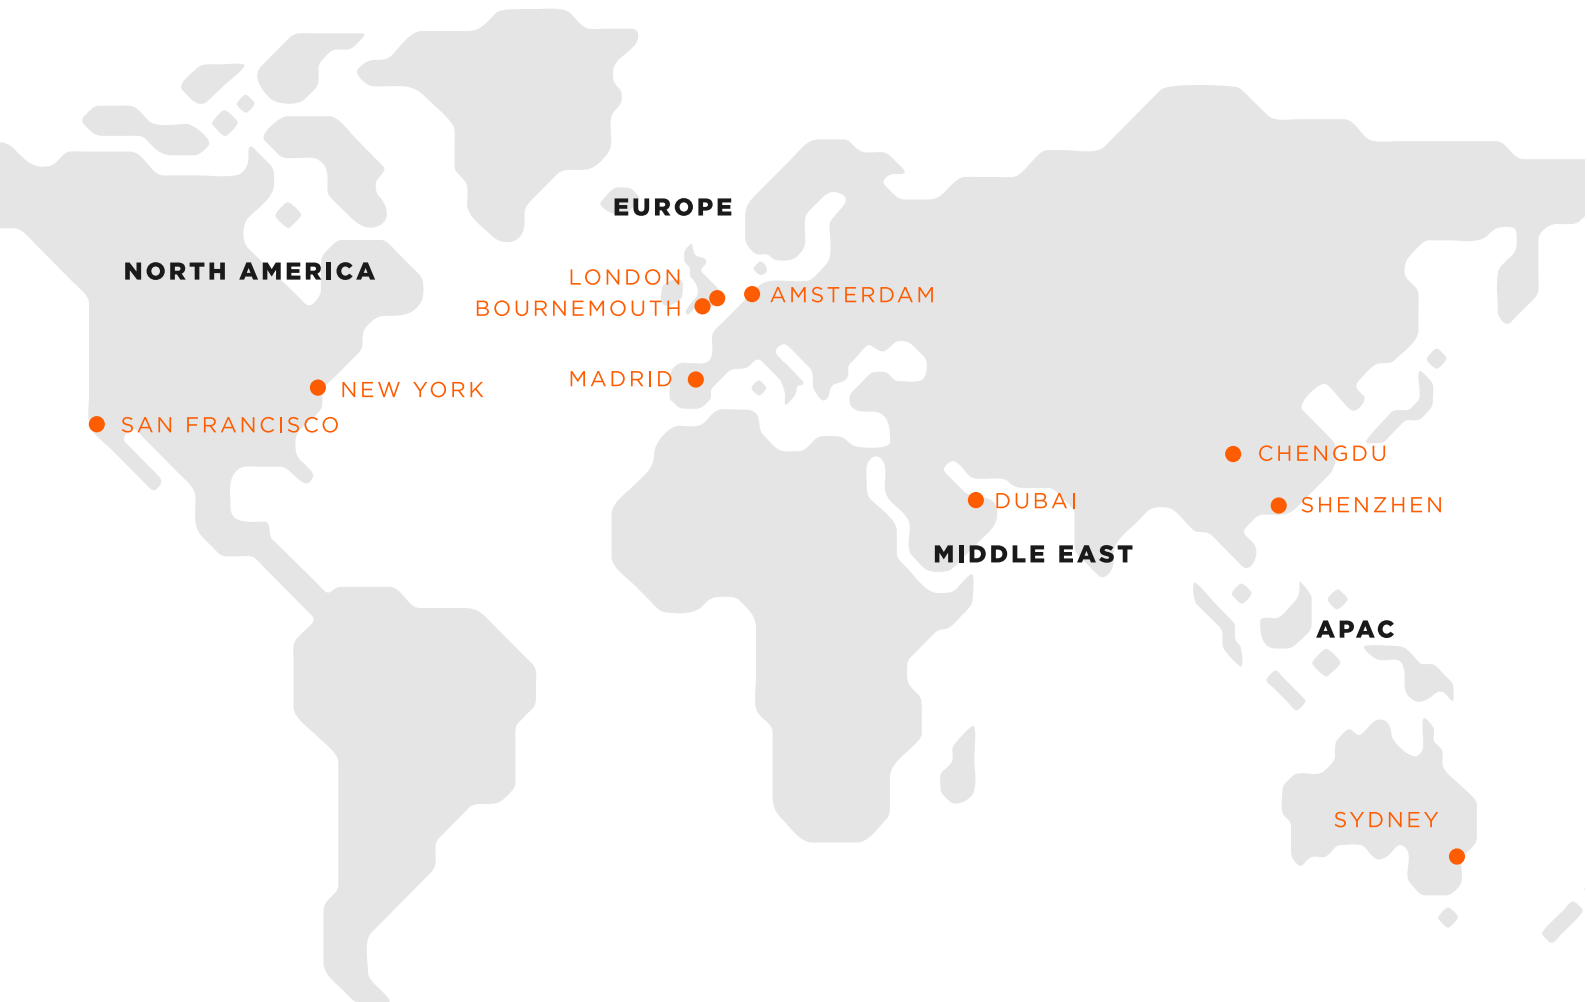 EUROPE
NORTH AMERICA
LONDON
BOURNEMOUTH
AMSTERDAM
MADRID
NEW YORK
SAN FRANCISCO
CHENGDU
DUBAI
SHENZHEN
MIDDLE EAST
APAC
SYDNEY